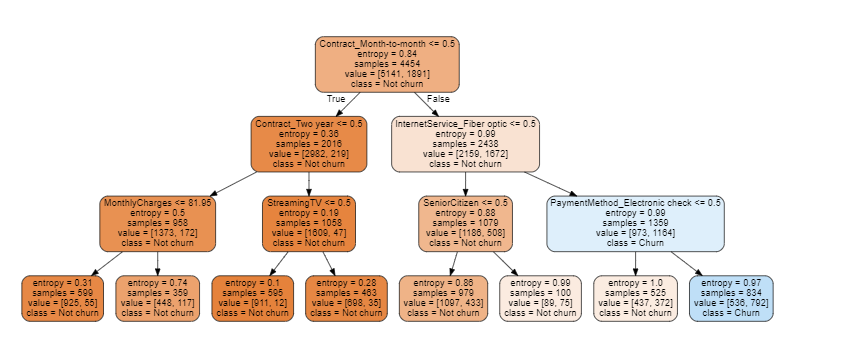 Contract_Month-to-month <= 0.5
entropy = 0.84
samples = 4454
value = [5141, 1891]
class = Not churn
True
False
Contract_Two year <= 0.5
entropy = 0.36
samples = 2016
value = [2982, 219]
class = Not churn
InternetService_Fiber optic <= 0.5
entropy = 0.99
samples = 2438
value = [2159, 1672]
class = Not churn
MonthlyCharges <= 81.95
entropy = 0.5
samples = 958
value = [1373, 172]
class = Not churn
StreamingTV <= 0.5
entropy = 0.19
samples = 1058
value = [1609, 47]
class = Not churn
SeniorCitizen <= 0.5
entropy = 0.88
samples = 1079
value = [1186, 508]
class = Not churn
PaymentMethod_Electronic check <= 0.5
entropy = 0.99
samples = 1359
value = [973, 1164]
class = Churn
entropy = 0.31
samples = 599
value = [925, 55]
class = Not churn
entropy = 0.74
samples = 359
value = [448, 117]
class = Not churn
entropy = 0.1
samples = 595
value = [911, 12]
class = Not churn
entropy = 0.28
samples = 463
value = [698, 35]
class = Not churn
entropy = 0.86
samples = 979
value = [1097, 433]
class = Not churn
entropy = 0.99
samples = 100
value = [89, 75]
class = Not churn
entropy = 1.0
samples = 525
value = [437, 372]
class = Not churn
entropy = 0.97
samples = 834
value = [536, 792]
class = Churn